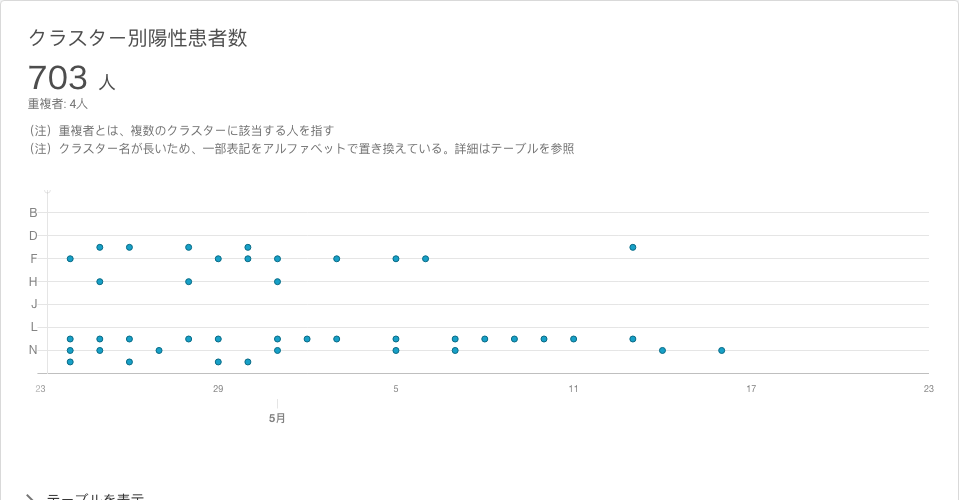 クラスター別陽性患者数
703 人
重複者: 4人
（注）重複者とは、複数のクラスターに該当する人を指す
（注）クラスター名が長いため、一部表記をアルファベットで置き換えている。詳細はテーブルを参照
B
D
F
H
J
L
N
23 29 5 11 17 23
5月
テーブルを表示